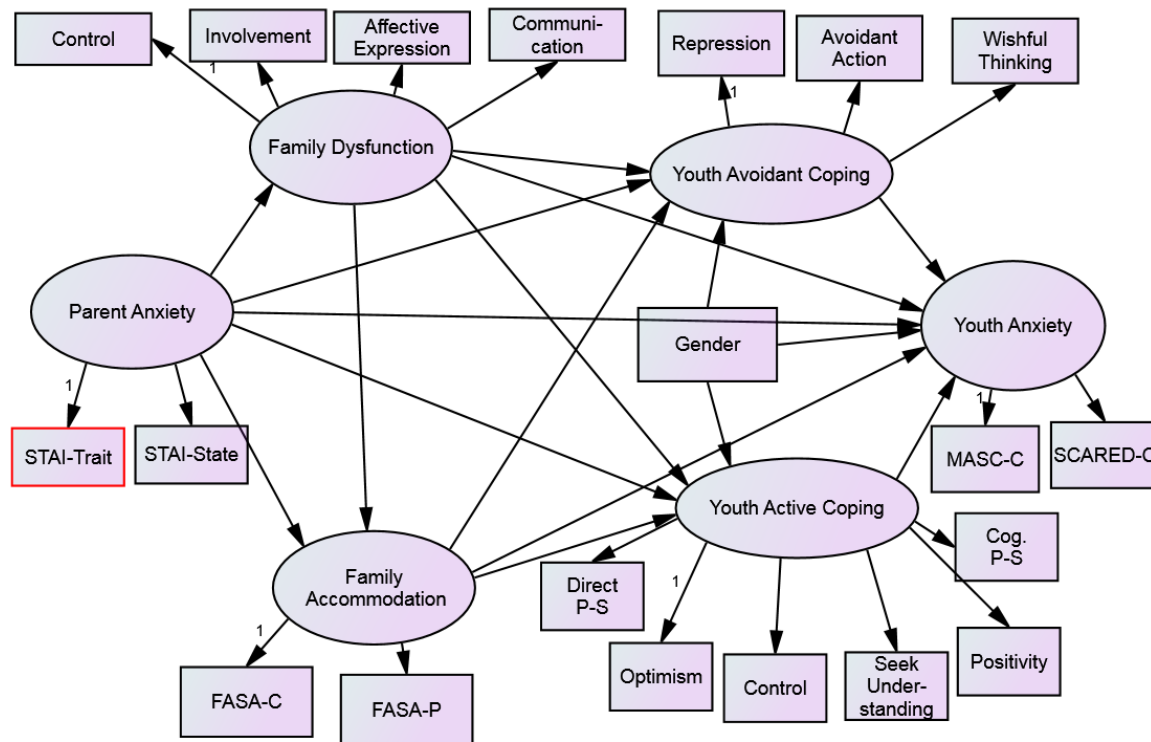 Control
Involvement
Affective
Expression
Communi-
cation
Repression
Avoidant
Action
Wishful
Thinking
1
1
Family Dysfunction
Youth Avoidant Coping
Parent Anxiety
Gender
Youth Anxiety
1
1
STAI-Trait
STAI-State
MASC-C
SCARED-C
Youth Active Coping
Family
Accommodation
Direct
P-S
Cog.
P-S
1
1
FASA-C
FASA-P
Optimism
Control
Seek
Under-
standing
Positivity